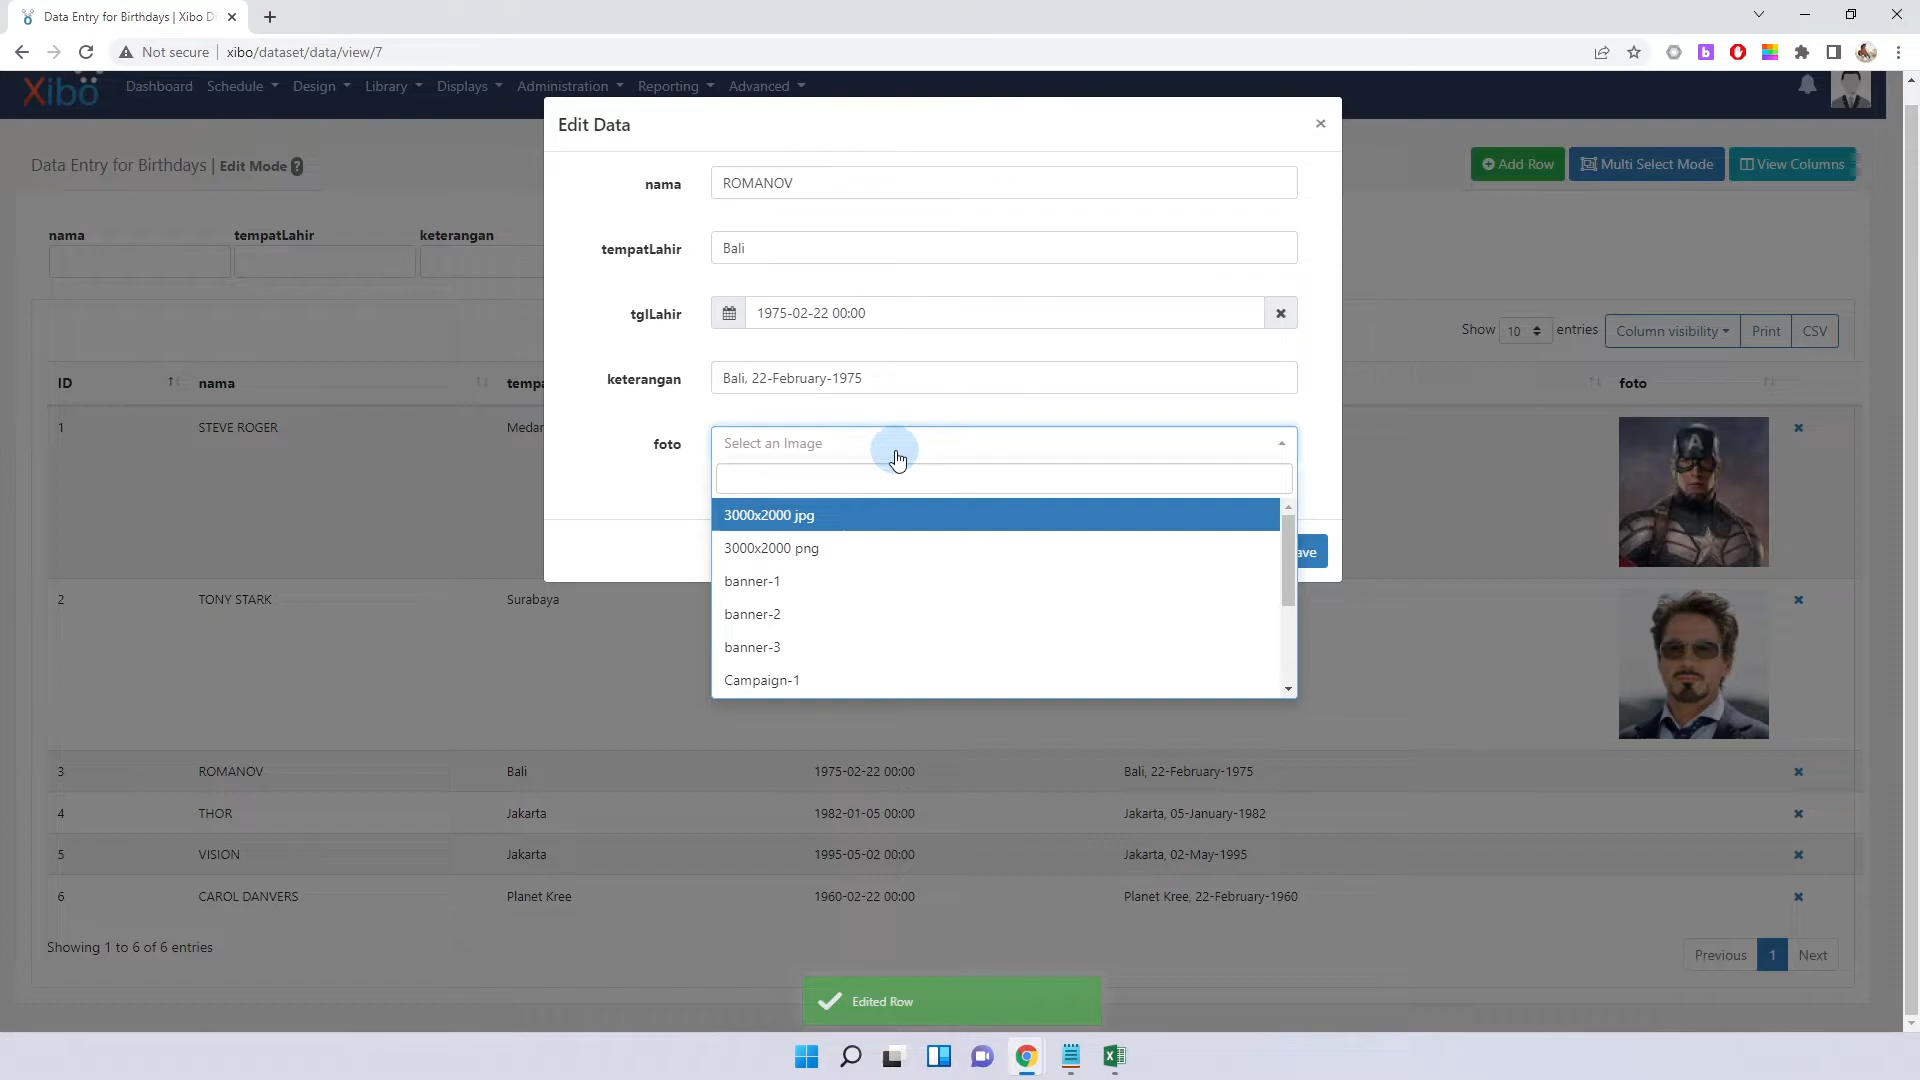 Data Entry for Birthdays | Xibo Di
Not secure xibo/dataset/data/view/7
Xibo Dashboard Schedule Design Library Displays Administration Reporting Advanced
Edit Data
Data Entry for Birthdays | Edit Mode ?
Add Row Multi Select Mode View Columns
nama ROMANOV
nama tempatLahir keterangan
tempatLahir Bali
tglLahir 1975-02-22 00:00
Show 10 entries Column visibility Print CSV
keterangan Bali, 22-February-1975
ID nama tempa foto
1 STEVE ROGER Medan
foto Select an Image
3000x2000 jpg
3000x2000 png
ave
banner-1
banner-2
banner-3
Campaign-1
2 TONY STARK Surabaya
3 ROMANOV Bali 1975-02-22 00:00 Bali, 22-February-1975
4 THOR Jakarta 1982-01-05 00:00 Jakarta, 05-January-1982
5 VISION Jakarta 1995-05-02 00:00 Jakarta, 02-May-1995
6 CAROL DANVERS Planet Kree 1960-02-22 00:00 Planet Kree, 22-February-1960
Showing 1 to 6 of 6 entries
Previous 1 Next
Edited Row